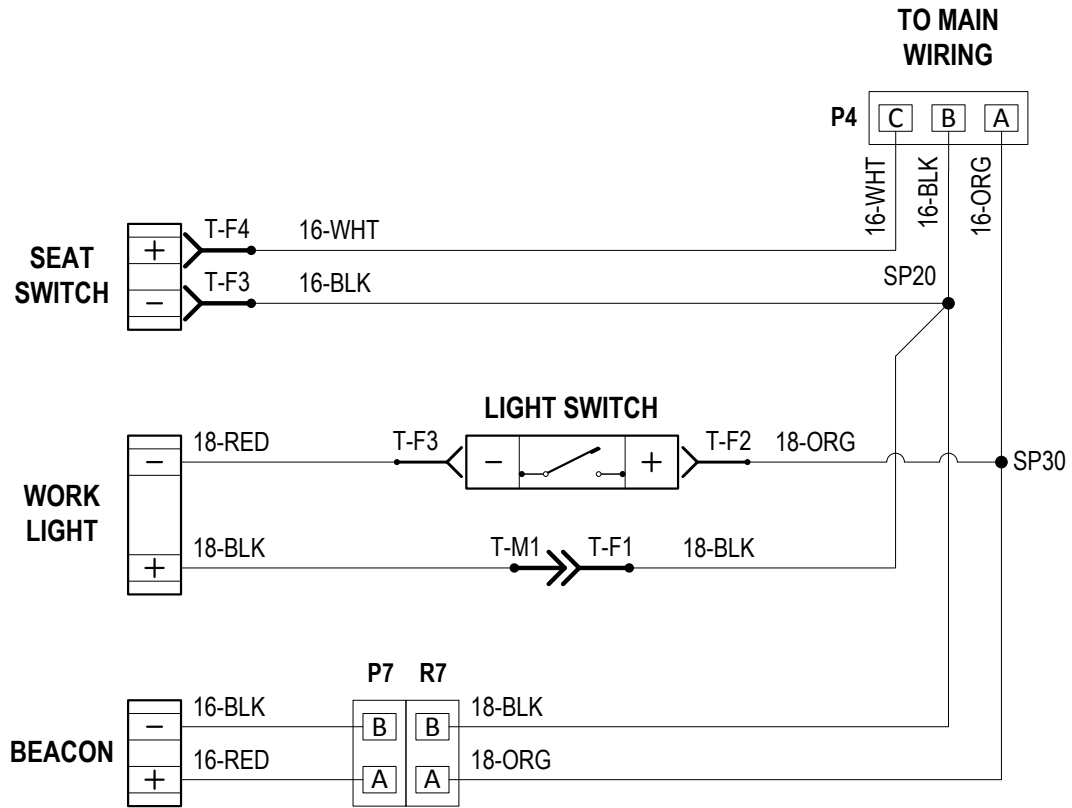 TO MAIN
WIRING
P4 C B A
16-WHT
16-BLK
16-ORG
SEAT
SWITCH
+ T-F4 16-WHT
- T-F3 16-BLK
SP20
LIGHT SWITCH
WORK
LIGHT
- 18-RED T-F3 - + T-F2 18-ORG SP30
+ 18-BLK T-M1 T-F1 18-BLK
P7 R7
BEACON
- 16-BLK B B 18-BLK
+ 16-RED A A 18-ORG